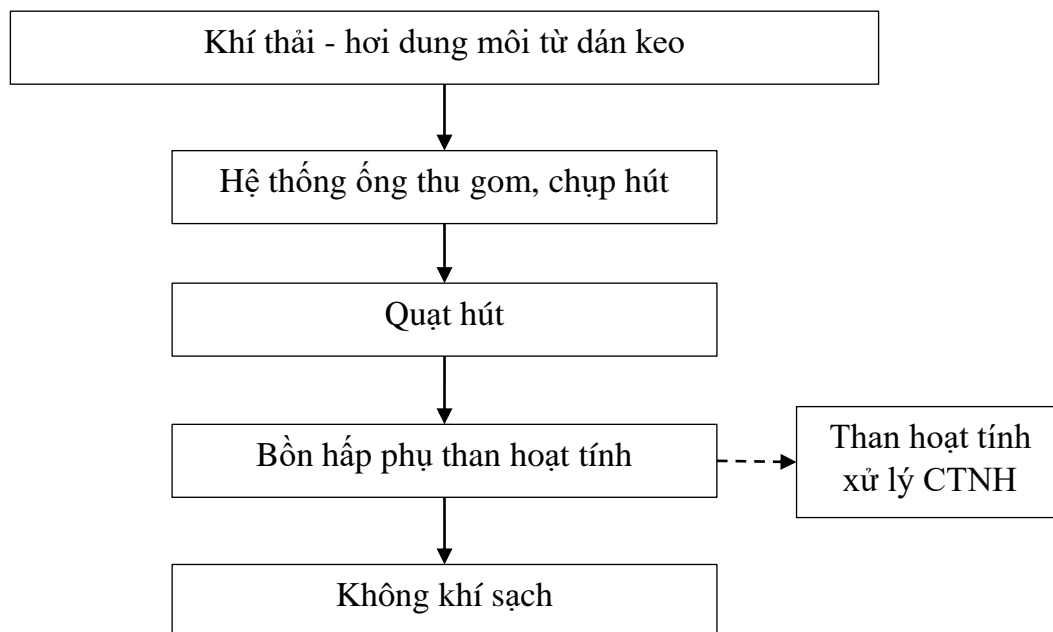 Khí thải - hơi dung môi từ dán keo
Hệ thống ống thu gom, chụp hút
Quạt hút
Bồn hấp phụ than hoạt tính
Than hoạt tính
xử lý CTNH
Không khí sạch